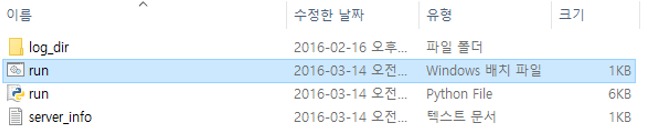 이름 수정한 날짜 유형 크기
log_dir 2016-02-16 오후... 파일 폴더
run 2016-03-14 오전... Windows 배치 파일 1KB
run 2016-03-14 오전... Python File 6KB
server_info 2016-03-14 오전... 텍스트 문서 1KB